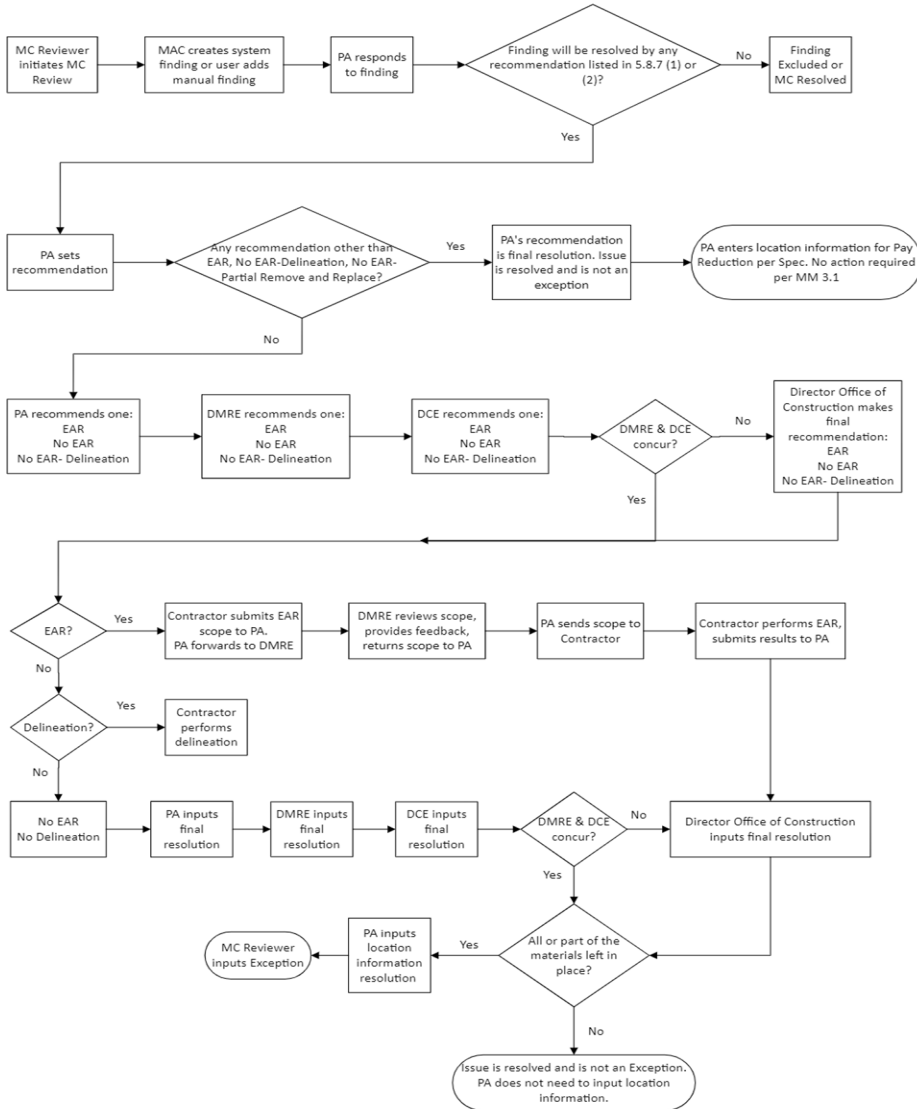 MC Reviewer
initiates MC
Review
MAC creates system
finding or user adds
manual finding
PA responds
to finding
Finding will be resolved by any
recommendation listed in 5.8.7 (1) or
(2)?
No
Finding
Excluded or
MC Resolved
Yes
PA sets
recommendation
Any recommendation other than
EAR, No EAR-Delineation, No EAR-
Partial Remove and Replace?
Yes
PA's recommendation
is final resolution. Issue
is resolved and is not an
exception
PA enters location information for Pay
Reduction per Spec. No action required
per MM 3.1
No
PA recommends one:
EAR
No EAR
No EAR- Delineation
DMRE recommends one:
EAR
No EAR
No EAR- Delineation
DCE recommends one:
EAR
No EAR
No EAR- Delineation
DMRE & DCE
concur?
No
Director Office of
Construction makes
final
recommendation:
EAR
No EAR
No EAR- Delineation
Yes
EAR?
Yes
Contractor submits EAR
scope to PA.
PA forwards to DMRE
DMRE reviews scope,
provides feedback,
returns scope to PA
PA sends scope to
Contractor
Contractor performs EAR,
submits results to PA
No
Delineation?
Yes
Contractor
performs
delineation
No
No EAR
No Delineation
PA inputs
final
resolution
DMRE inputs
final
resolution
DCE inputs
final
resolution
DMRE & DCE
concur?
No
Director Office of Construction
inputs final resolution
Yes
All or part of the
materials left in
place?
Yes
PA inputs
location
information
resolution
MC Reviewer
inputs Exception
No
Issue is resolved and is not an Exception.
PA does not need to input location
information.